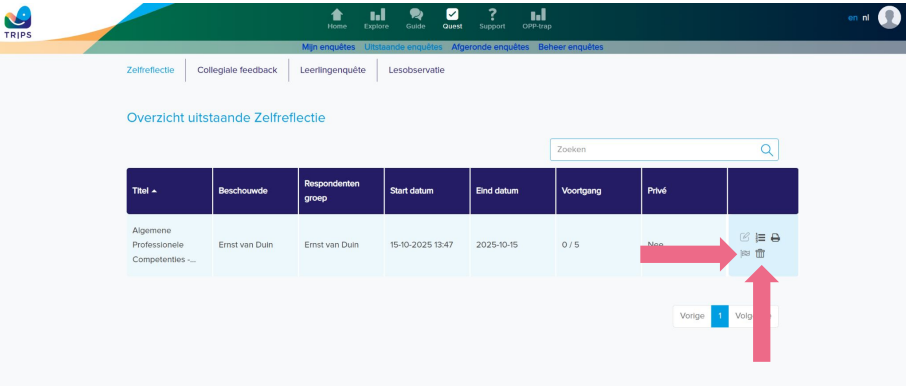 TRIPS
Home Explore Guide Quest Support OPP-trap
en nl
Mijn enquêtes Uitstaande enquêtes Afgeronde enquêtes Beheer enquêtes
Zelfreflectie Collegiale feedback Leerlingenquête Lesobservatie
Overzicht uitstaande Zelfreflectie
Zoeken
Titel Beschouwde Respondenten groep Start datum Eind datum Voortgang Privé
Algemene
Professionele
Competenties -...
Ernst van Duin Ernst van Duin 15-10-2025 13:47 2025-10-15 0 / 5 Nee
Vorige 1